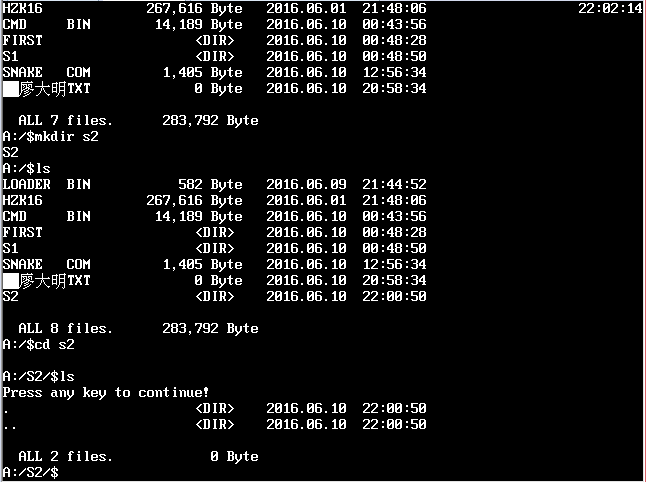 HZK16 267,616 Byte 2016.06.01 21:48:06 22:02:14
CMD BIN 14,189 Byte 2016.06.10 00:43:56
FIRST <DIR> 2016.06.10 00:48:28
S1 <DIR> 2016.06.10 00:48:50
SNAKE COM 1,405 Byte 2016.06.10 12:56:34
廖大明TXT 0 Byte 2016.06.10 20:58:34
ALL 7 files. 283,792 Byte
A:/$mkdir s2
S2
A:/$ls
LOADER BIN 582 Byte 2016.06.09 21:44:52
HZK16 267,616 Byte 2016.06.01 21:48:06
CMD BIN 14,189 Byte 2016.06.10 00:43:56
FIRST <DIR> 2016.06.10 00:48:28
S1 <DIR> 2016.06.10 00:48:50
SNAKE COM 1,405 Byte 2016.06.10 12:56:34
廖大明TXT 0 Byte 2016.06.10 20:58:34
S2 <DIR> 2016.06.10 22:00:50
ALL 8 files. 283,792 Byte
A:/$cd s2
A:/S2/$ls
Press any key to continue!
. <DIR> 2016.06.10 22:00:50
.. <DIR> 2016.06.10 22:00:50
ALL 2 files. 0 Byte
A:/S2/$